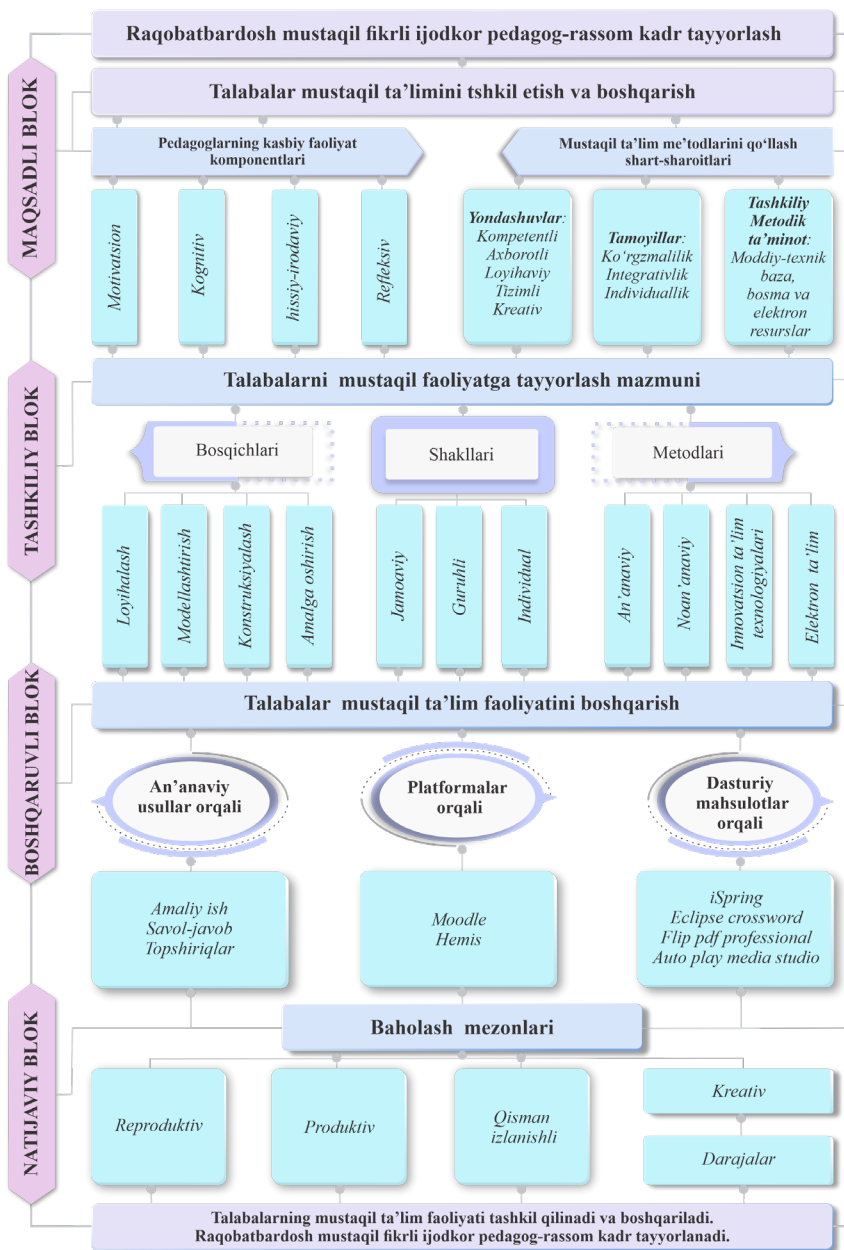 Raqobatbardosh mustaqil fikrli ijodkor pedagog-rassom kadr tayyorlash
MAQSADLI BLOK
Talabalar mustaqil ta’limini tshkil etish va boshqarish
Pedagoglarning kasbiy faoliyat
komponentlari
Mustaqil ta’lim me’todlarini qo‘llash
shart-sharoitlari
Motivatsion
Kognitiv
hissiy-irodaviy
Refleksiv
Yondashuvlar:
Kompetentli
Axborotli
Loyihaviy
Tizimli
Kreativ
Tamoyillar:
Ko‘rgzmalilik
Integrativlik
Individuallik
Tashkiliy
Metodik
ta’minot:
Moddiy-texnik
baza,
bosma va
elektron
resurslar
TASHKILIY BLOK
Talabalarni mustaqil faoliyatga tayyorlash mazmuni
Bosqichlari
Shakllari
Metodlari
Loyihalash
Modellashtirish
Konstruksiyalash
Amalga oshirish
Jamoaviy
Guruhli
Individual
An’anaviy
Noan’anaviy
Innovatsion ta’lim
texnologiyalari
Elektron ta’lim
BOSHQARUVLI BLOK
Talabalar mustaqil ta’lim faoliyatini boshqarish
An’anaviy
usullar orqali
Platformalar
orqali
Dasturiy
mahsulotlar
orqali
Amaliy ish
Savol-javob
Topshiriqlar
Moodle
Hemis
iSpring
Eclipse crossword
Flip pdf professional
Auto play media studio
NATIJAVIY BLOK
Baholash mezonlari
Reproduktiv
Produktiv
Qisman
izlanishli
Kreativ
Darajalar
Talabalarning mustaqil ta’lim faoliyati tashkil qilinadi va boshqariladi.
Raqobatbardosh mustaqil fikrli ijodkor pedagog-rassom kadr tayyorlanadi.